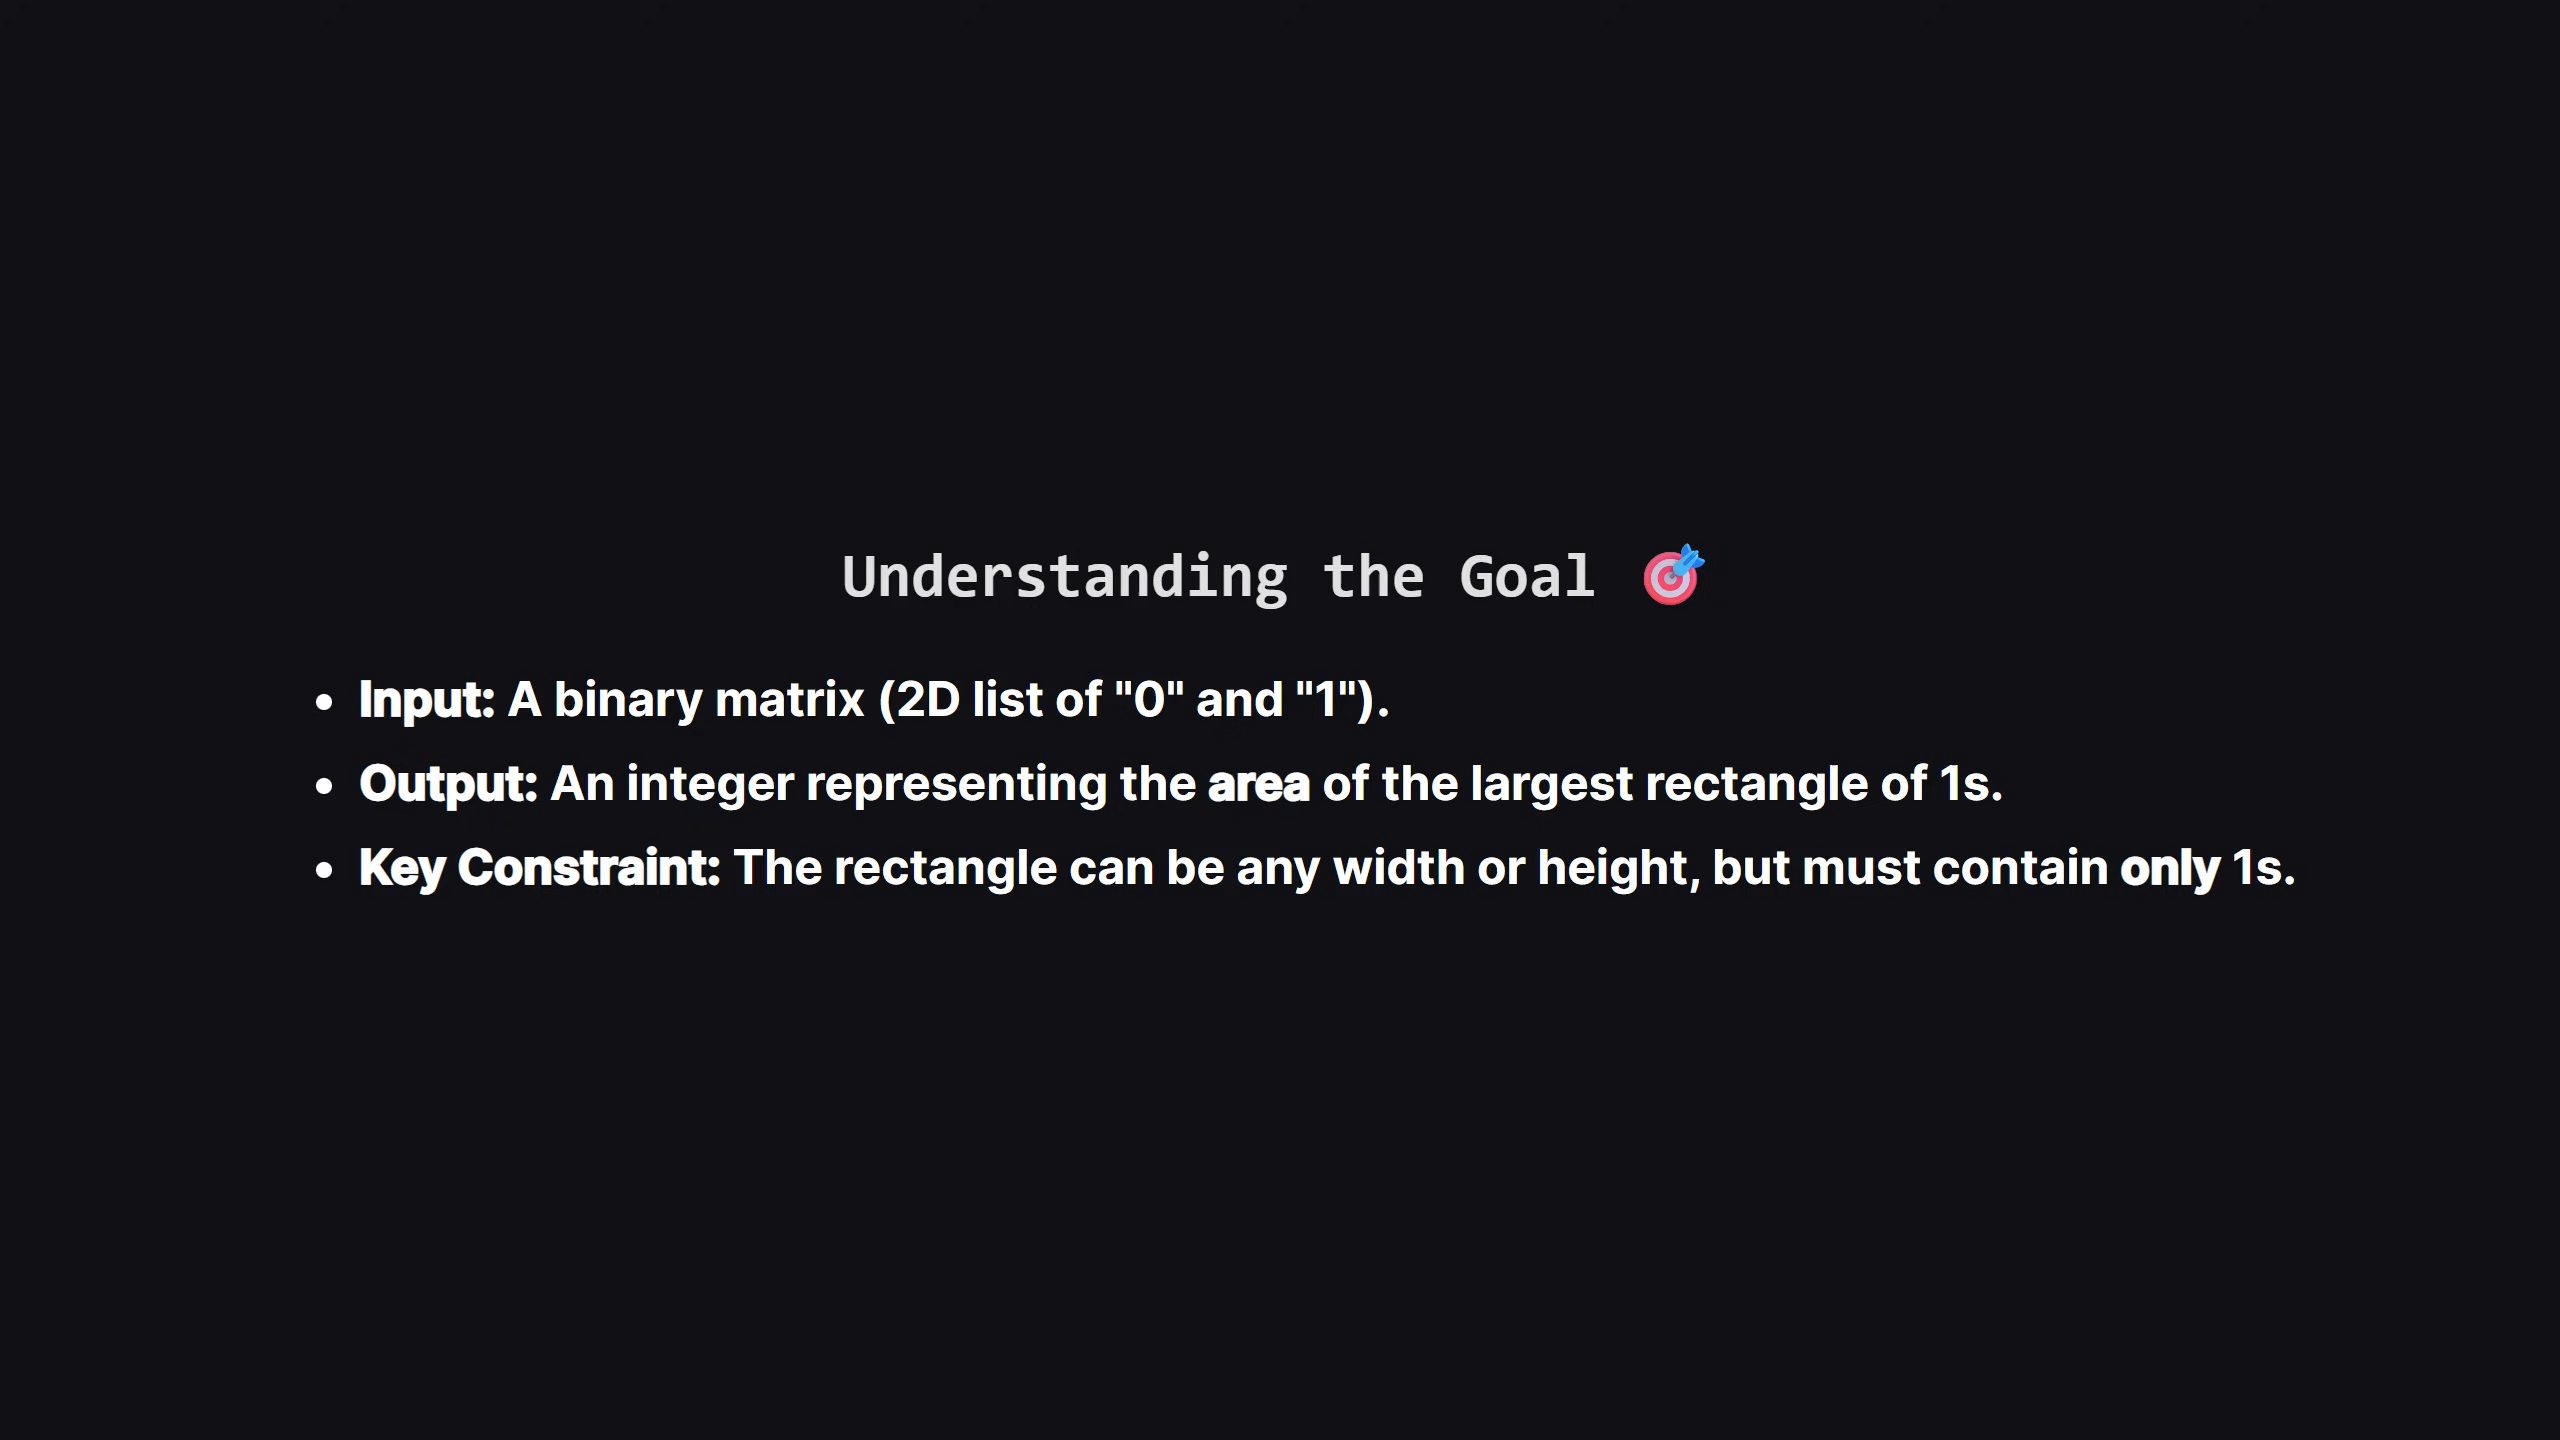 Understanding the Goal 🎯
• Input: A binary matrix (2D list of "0" and "1").
• Output: An integer representing the area of the largest rectangle of 1s.
• Key Constraint: The rectangle can be any width or height, but must contain only 1s.